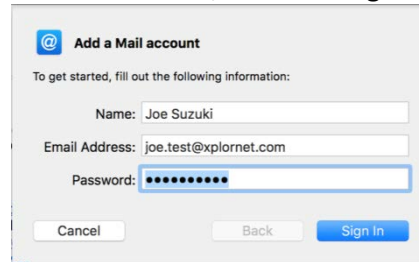 Add a Mail account
To get started, fill out the following information:
Name: Joe Suzuki
Email Address: joe.test@xplornet.com
Password: ••••••••••
Cancel Back Sign In